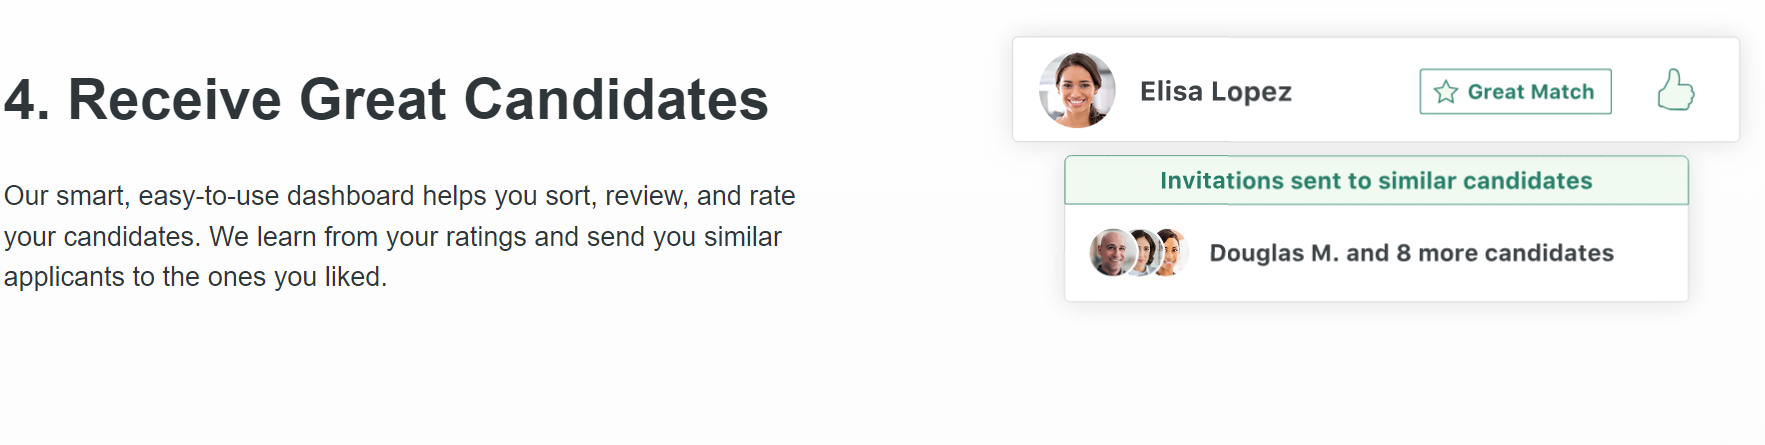 4. Receive Great Candidates
Our smart, easy-to-use dashboard helps you sort, review, and rate
your candidates. We learn from your ratings and send you similar
applicants to the ones you liked.
Elisa Lopez
Great Match
Invitations sent to similar candidates
Douglas M. and 8 more candidates